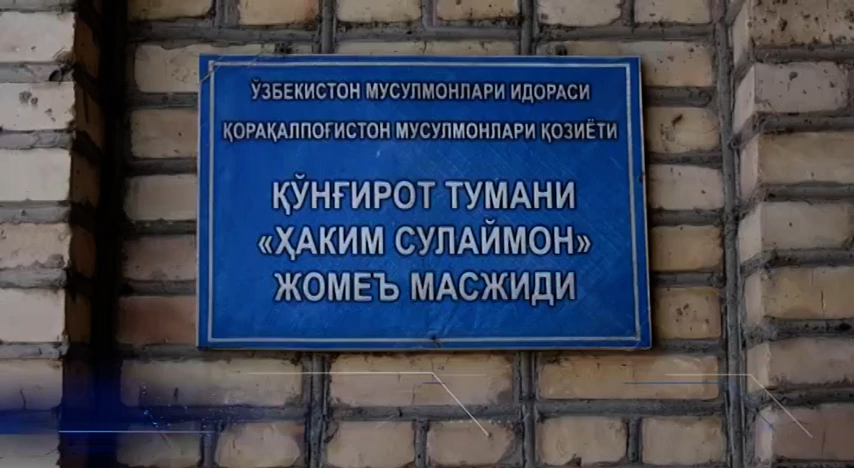 ЎЗБЕКИСТОН МУСУЛМОНЛАРИ ИДОРАСИ
ҚОРАҚАЛПОҒИСТОН МУСУЛМОНЛАРИ ҚОЗИЁТИ
ҚЎНҒИРОТ ТУМАНИ
«ҲАКИМ СУЛАЙМОН»
ЖОМЕЪ МАСЖИДИ